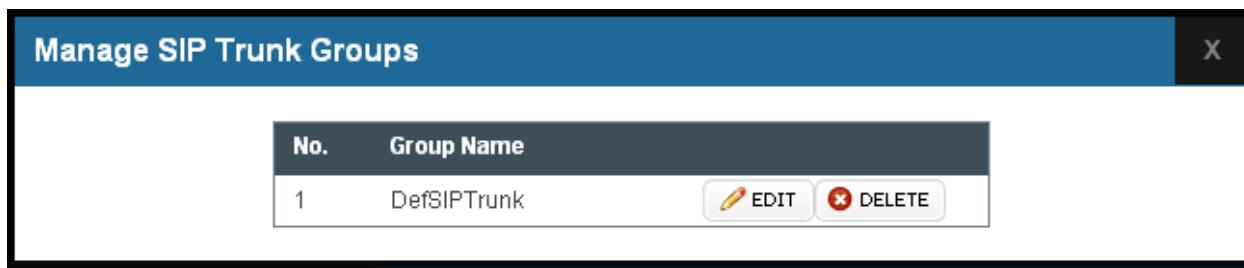 Manage SIP Trunk Groups X
No. Group Name
1 DefSIPTrunk EDIT DELETE